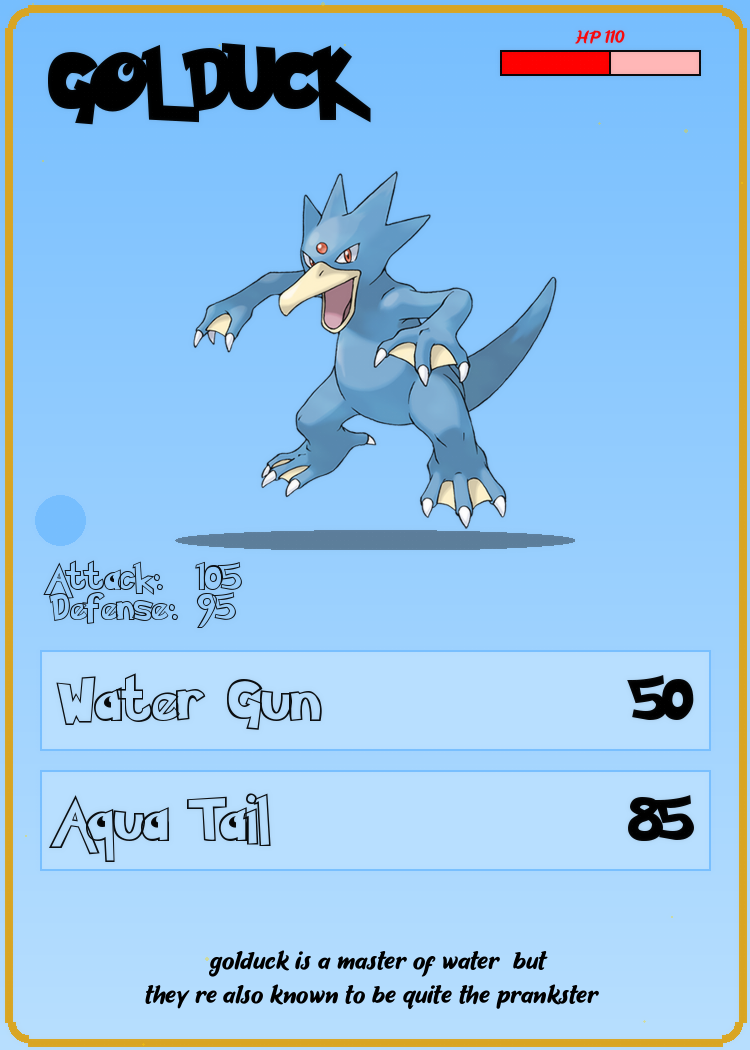 GOLDUCK
HP 110
Attack: 105
Defense: 95
Water Gun 50
Aqua Tail 85
golduck is a master of water  but
they re also known to be quite the prankster